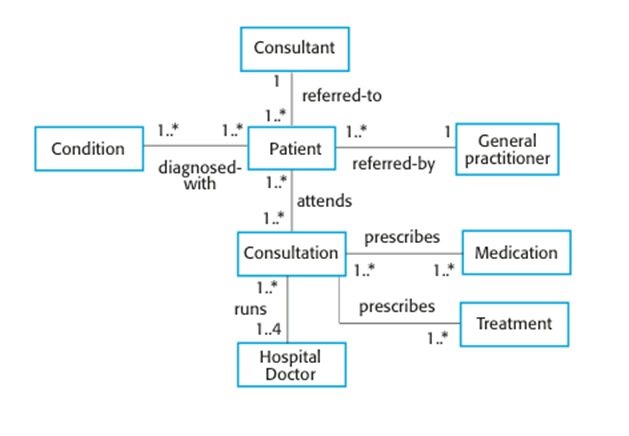 Consultant
1
referred-to
1..*
1..*
1..*
1..*
1
Condition
Patient
General
practitioner
diagnosed-
with
referred-by
1..*
attends
1..*
prescribes
Consultation
Medication
1..*
1..*
1..*
runs
prescribes
1..4
1..*
Treatment
Hospital
Doctor